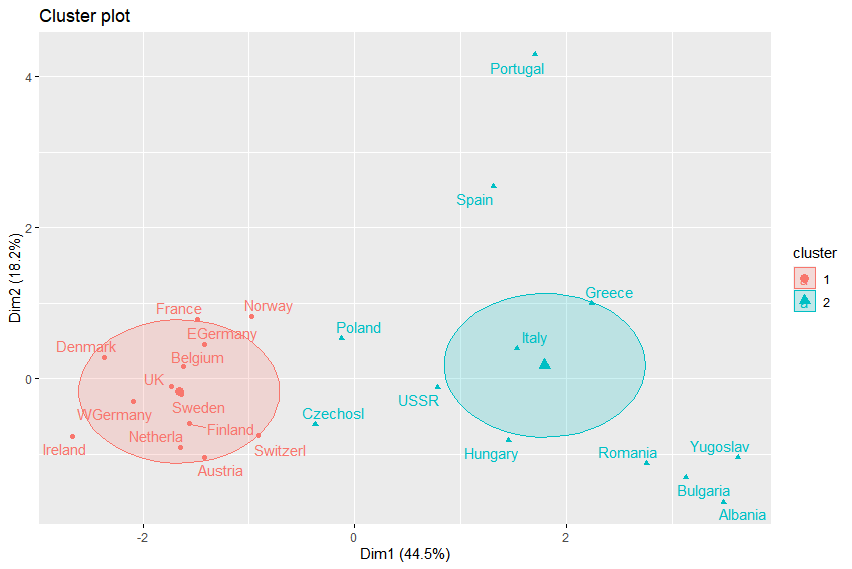 Cluster plot
Portugal
4
Spain
2
Greece
France
Norway
EGermany
Poland
Italy
Denmark
Belgium
UK
0
USSR
Sweden
WGermany
Czechosl
Finland
Netherla
Ireland
Switzerl
Hungary
Romania
Yugoslav
Austria
Bulgaria
Albania
-2
0
2
Dim1 (44.5%)
Dim2 (18.2%)
cluster
1
2